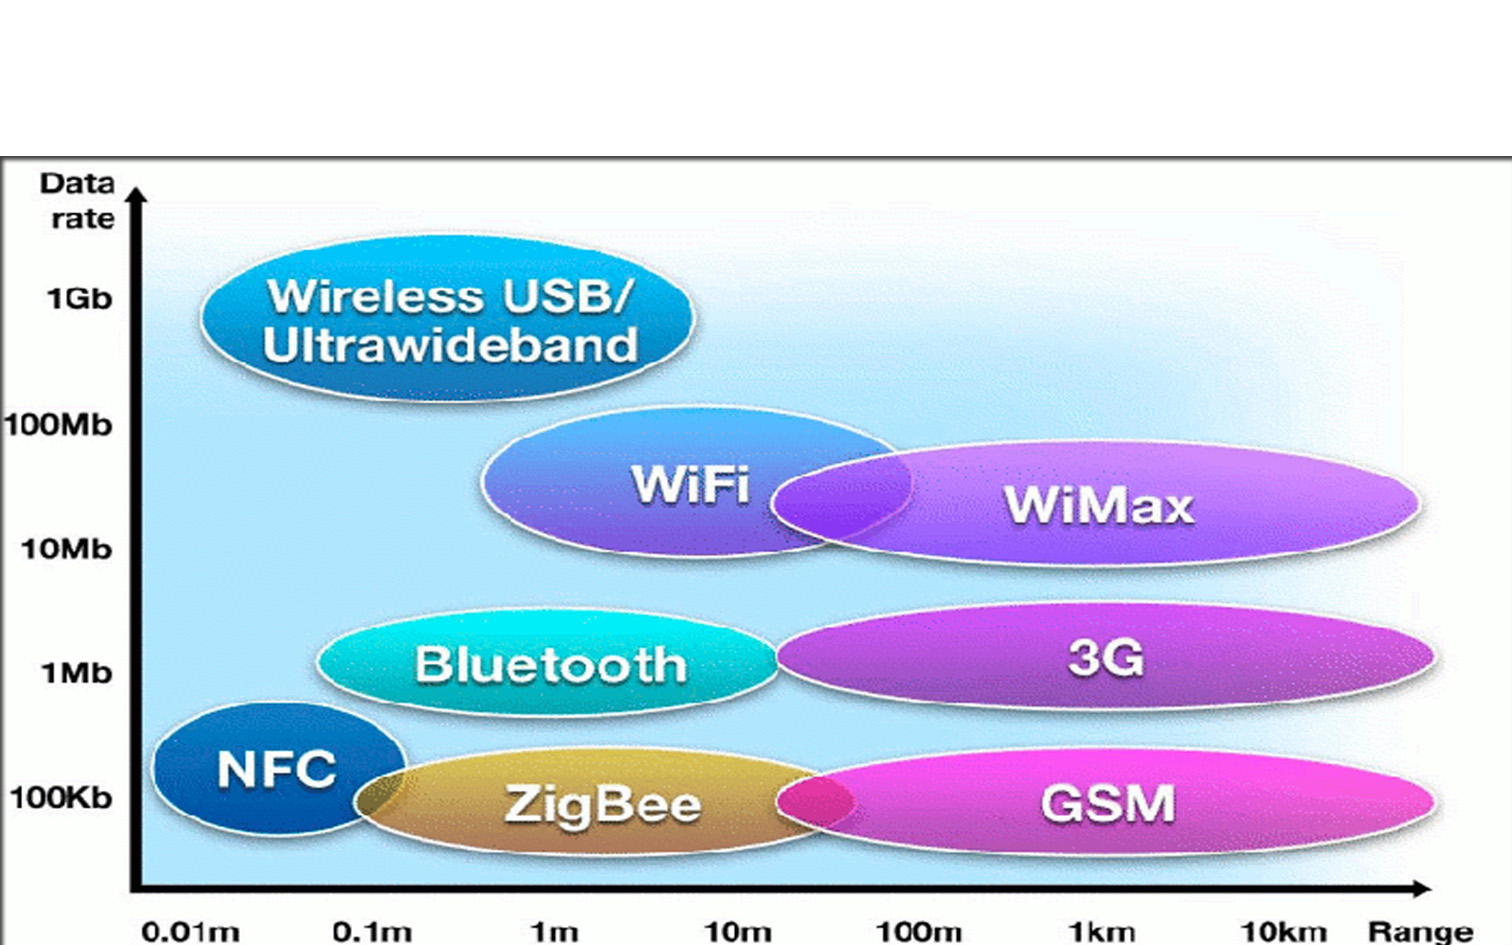 Data
rate
1Gb
Wireless USB/
Ultrawideband
100Mb
WiFi
WiMax
10Mb
Bluetooth
3G
1Mb
NFC
100Kb
ZigBee
GSM
0.01m 0.1m 1m 10m 100m 1km 10km Range